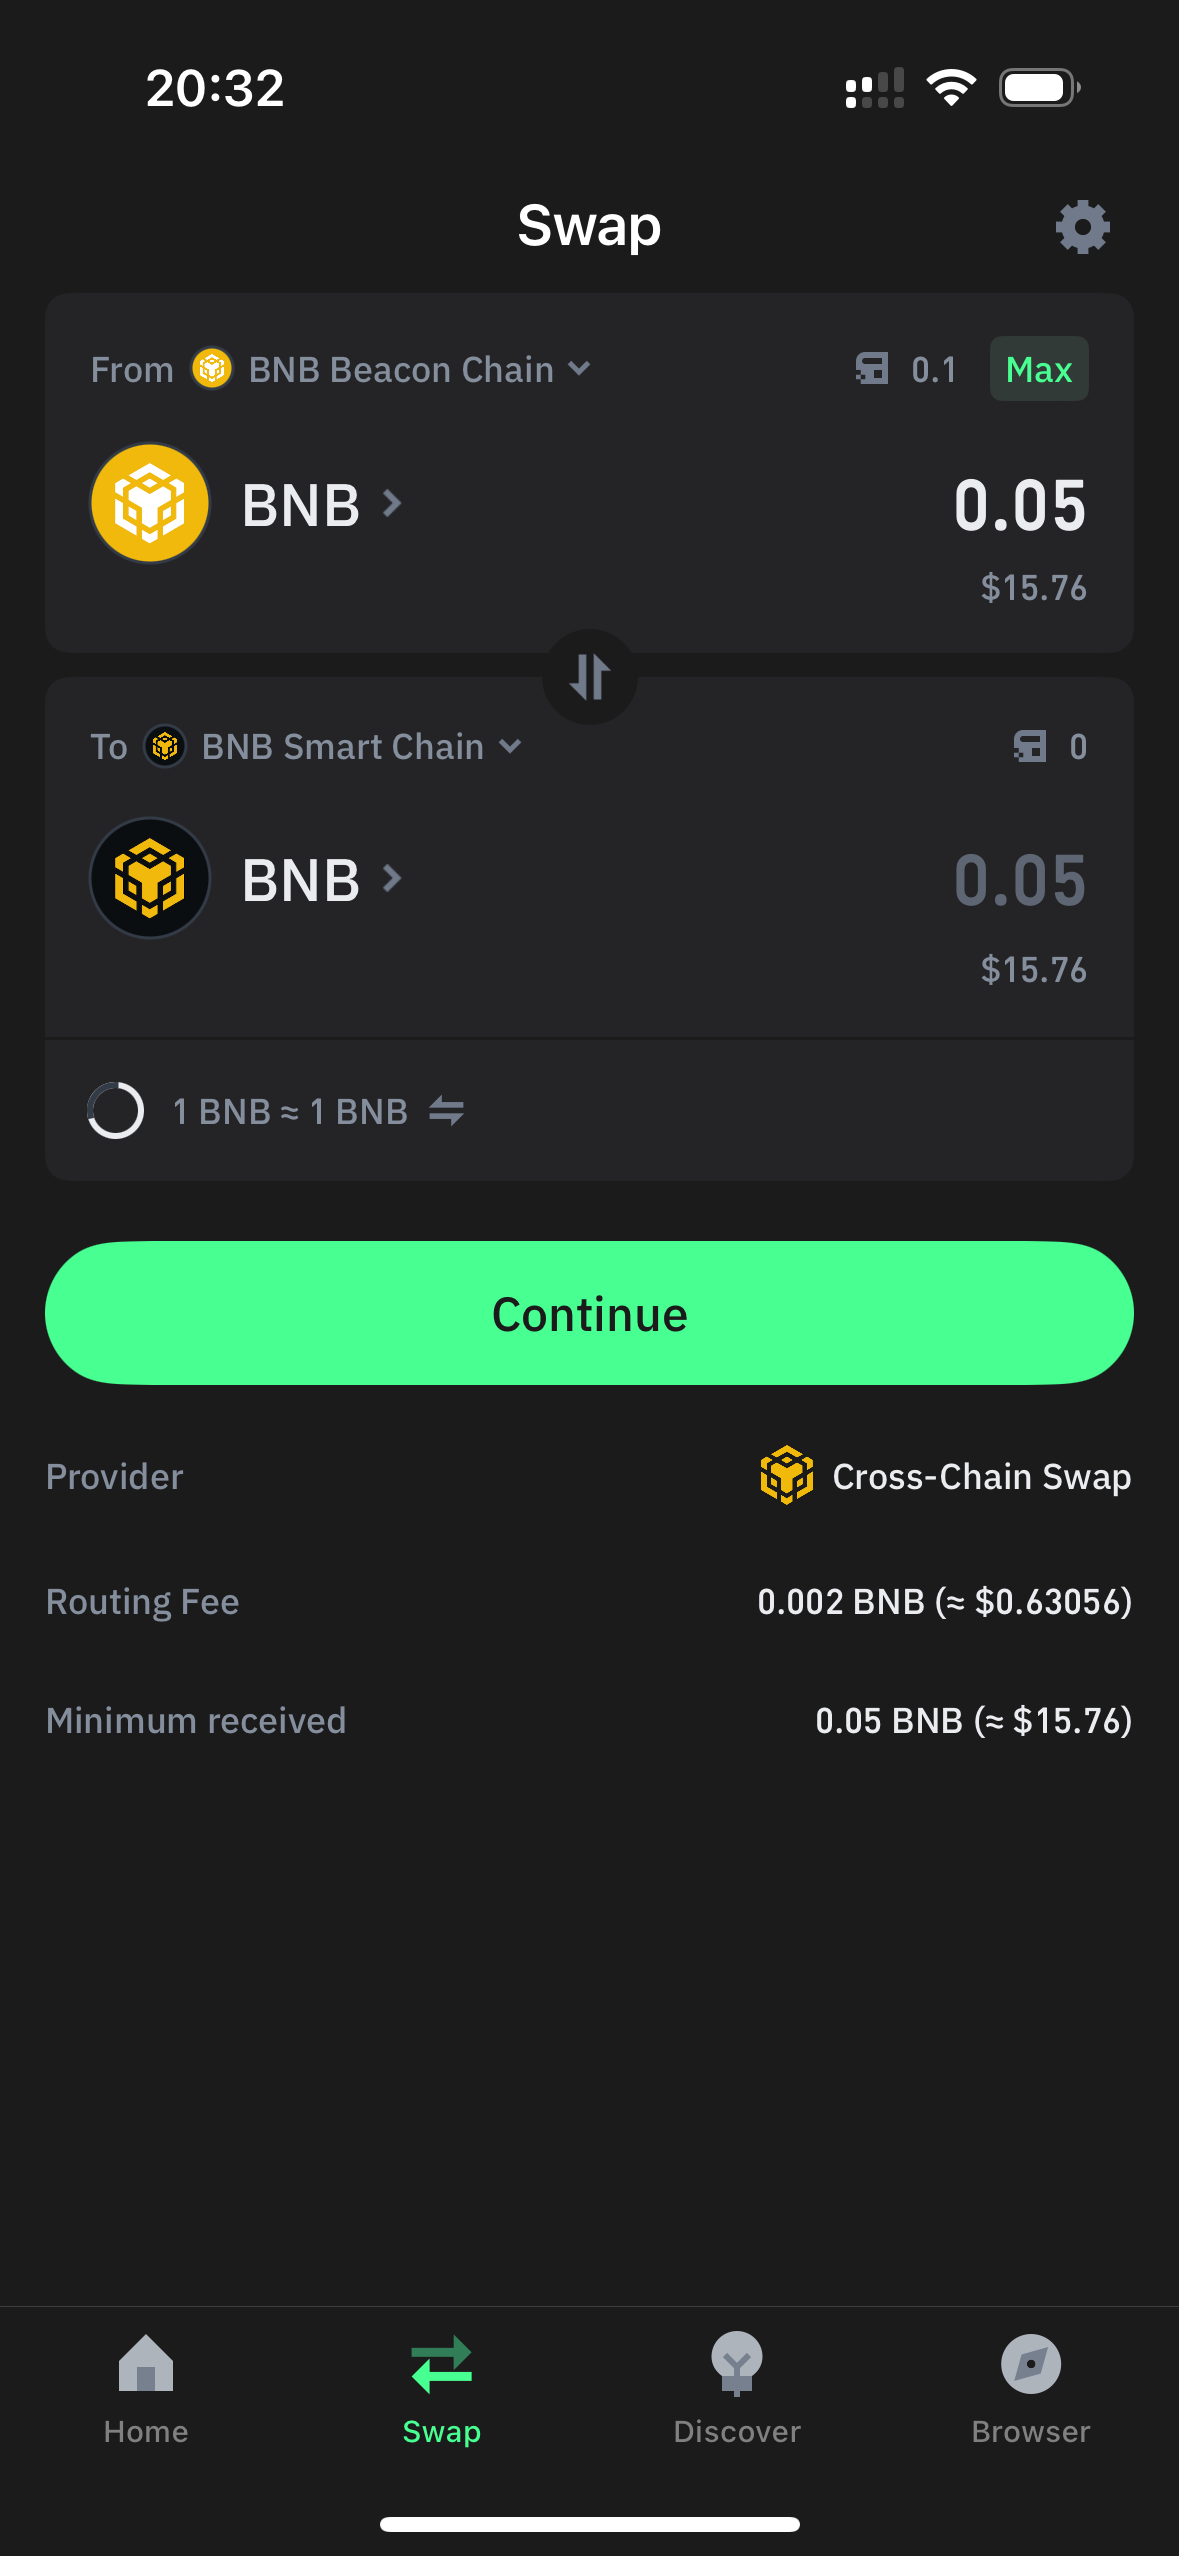 20:32
Swap
From BNB Beacon Chain 0.1 Max
BNB 0.05
$15.76
To BNB Smart Chain 0
BNB 0.05
$15.76
1 BNB ≈ 1 BNB
Continue
Provider Cross-Chain Swap
Routing Fee 0.002 BNB (≈ $0.63056)
Minimum received 0.05 BNB (≈ $15.76)
Home Swap Discover Browser